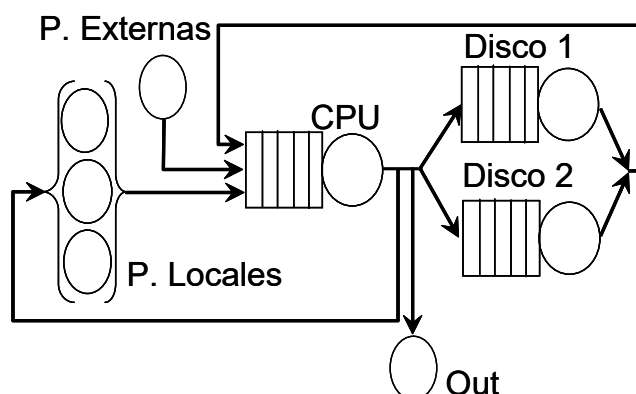 P. Externas
Disco 1
CPU
Disco 2
P. Locales
Out